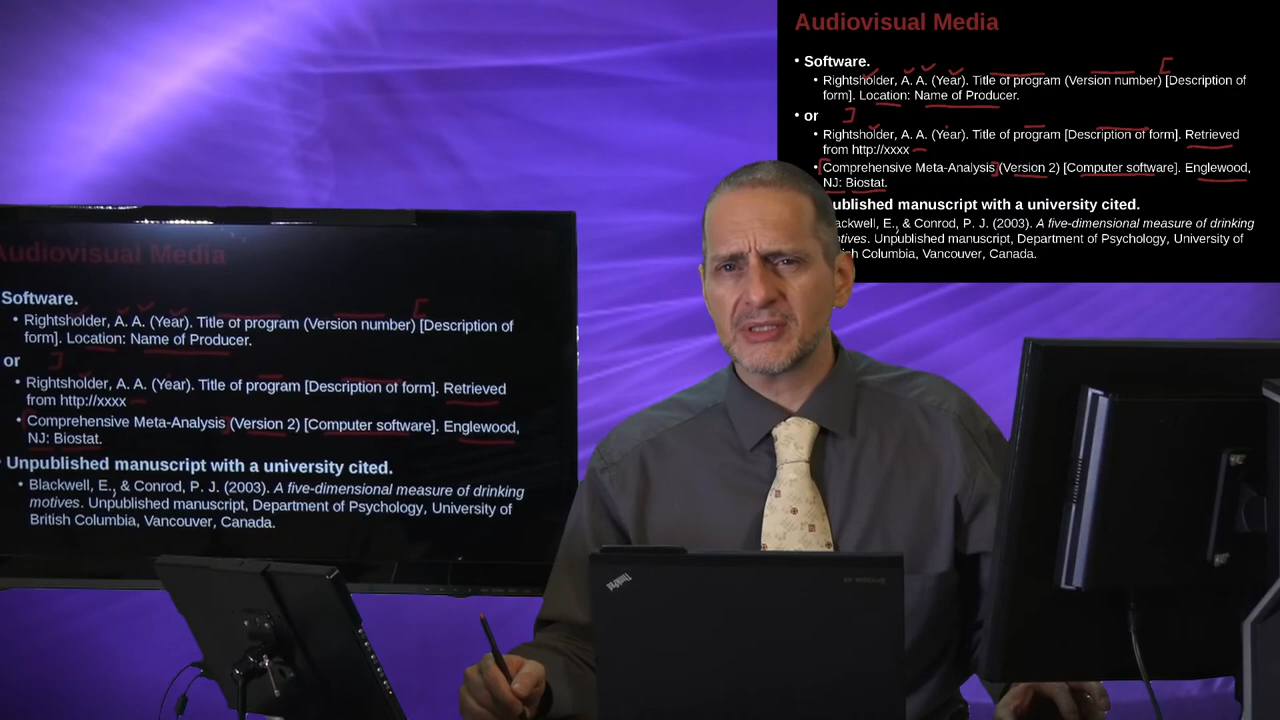 Audiovisual Media
• Software.
• Rightsholder, A. A. (Year). Title of program (Version number) [Description of
form]. Location: Name of Producer.
• or
• Rightsholder, A. A. (Year). Title of program [Description of form]. Retrieved
from http://xxxx
• Comprehensive Meta-Analysis (Version 2) [Computer software]. Englewood,
NJ: Biostat.
published manuscript with a university cited.
lackwell, E., & Conrod, P. J. (2003). A five-dimensional measure of drinking
otives. Unpublished manuscript, Department of Psychology, University of
ish Columbia, Vancouver, Canada.
Audiovisual Media
Software.
• Rightsholder, A. A. (Year). Title of program (Version number) [Description of
form]. Location: Name of Producer.
or
• Rightsholder, A. A. (Year). Title of program [Description of form]. Retrieved
from http://xxxx
• Comprehensive Meta-Analysis (Version 2) [Computer software]. Englewood,
NJ: Biostat.
• Unpublished manuscript with a university cited.
• Blackwell, E., & Conrod, P. J. (2003). A five-dimensional measure of drinking
motives. Unpublished manuscript, Department of Psychology, University of
British Columbia, Vancouver, Canada.
ThinkPad